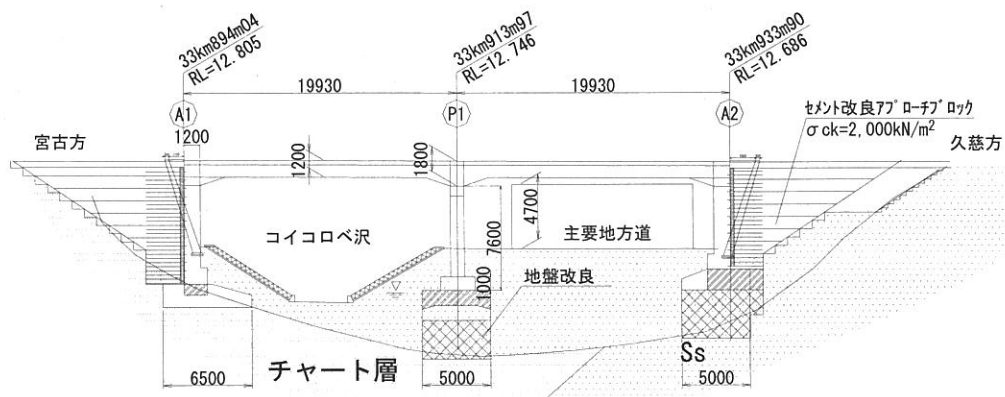 33km894m04
RL=12.805
33km913m97
RL=12.746
33km933m90
RL=12.686
19930
19930
A1
P1
A2
セメント改良アプローチブロック
σck=2,000kN/m²
宮古方
久慈方
1200
1200
1800
4700
7600
コイコロベ沢
主要地方道
1000
地盤改良
Ss
チャート層
6500
5000
5000